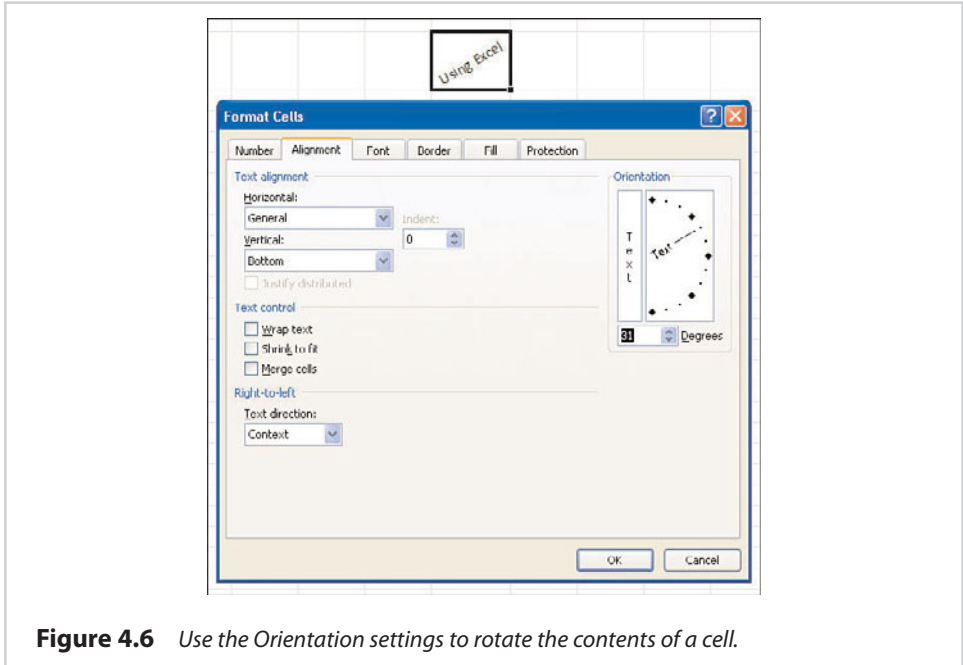 Using Excel
Format Cells
Number Alignment Font Border Fill Protection
Text alignment
Horizontal:
General
Indent:
0
Vertical:
Bottom
Justify distributed
Text control
Wrap text
Shrink to fit
Merge cells
Right-to-left
Text direction:
Context
Orientation
Text
Text
31 Degrees
OK Cancel
Figure 4.6 Use the Orientation settings to rotate the contents of a cell.